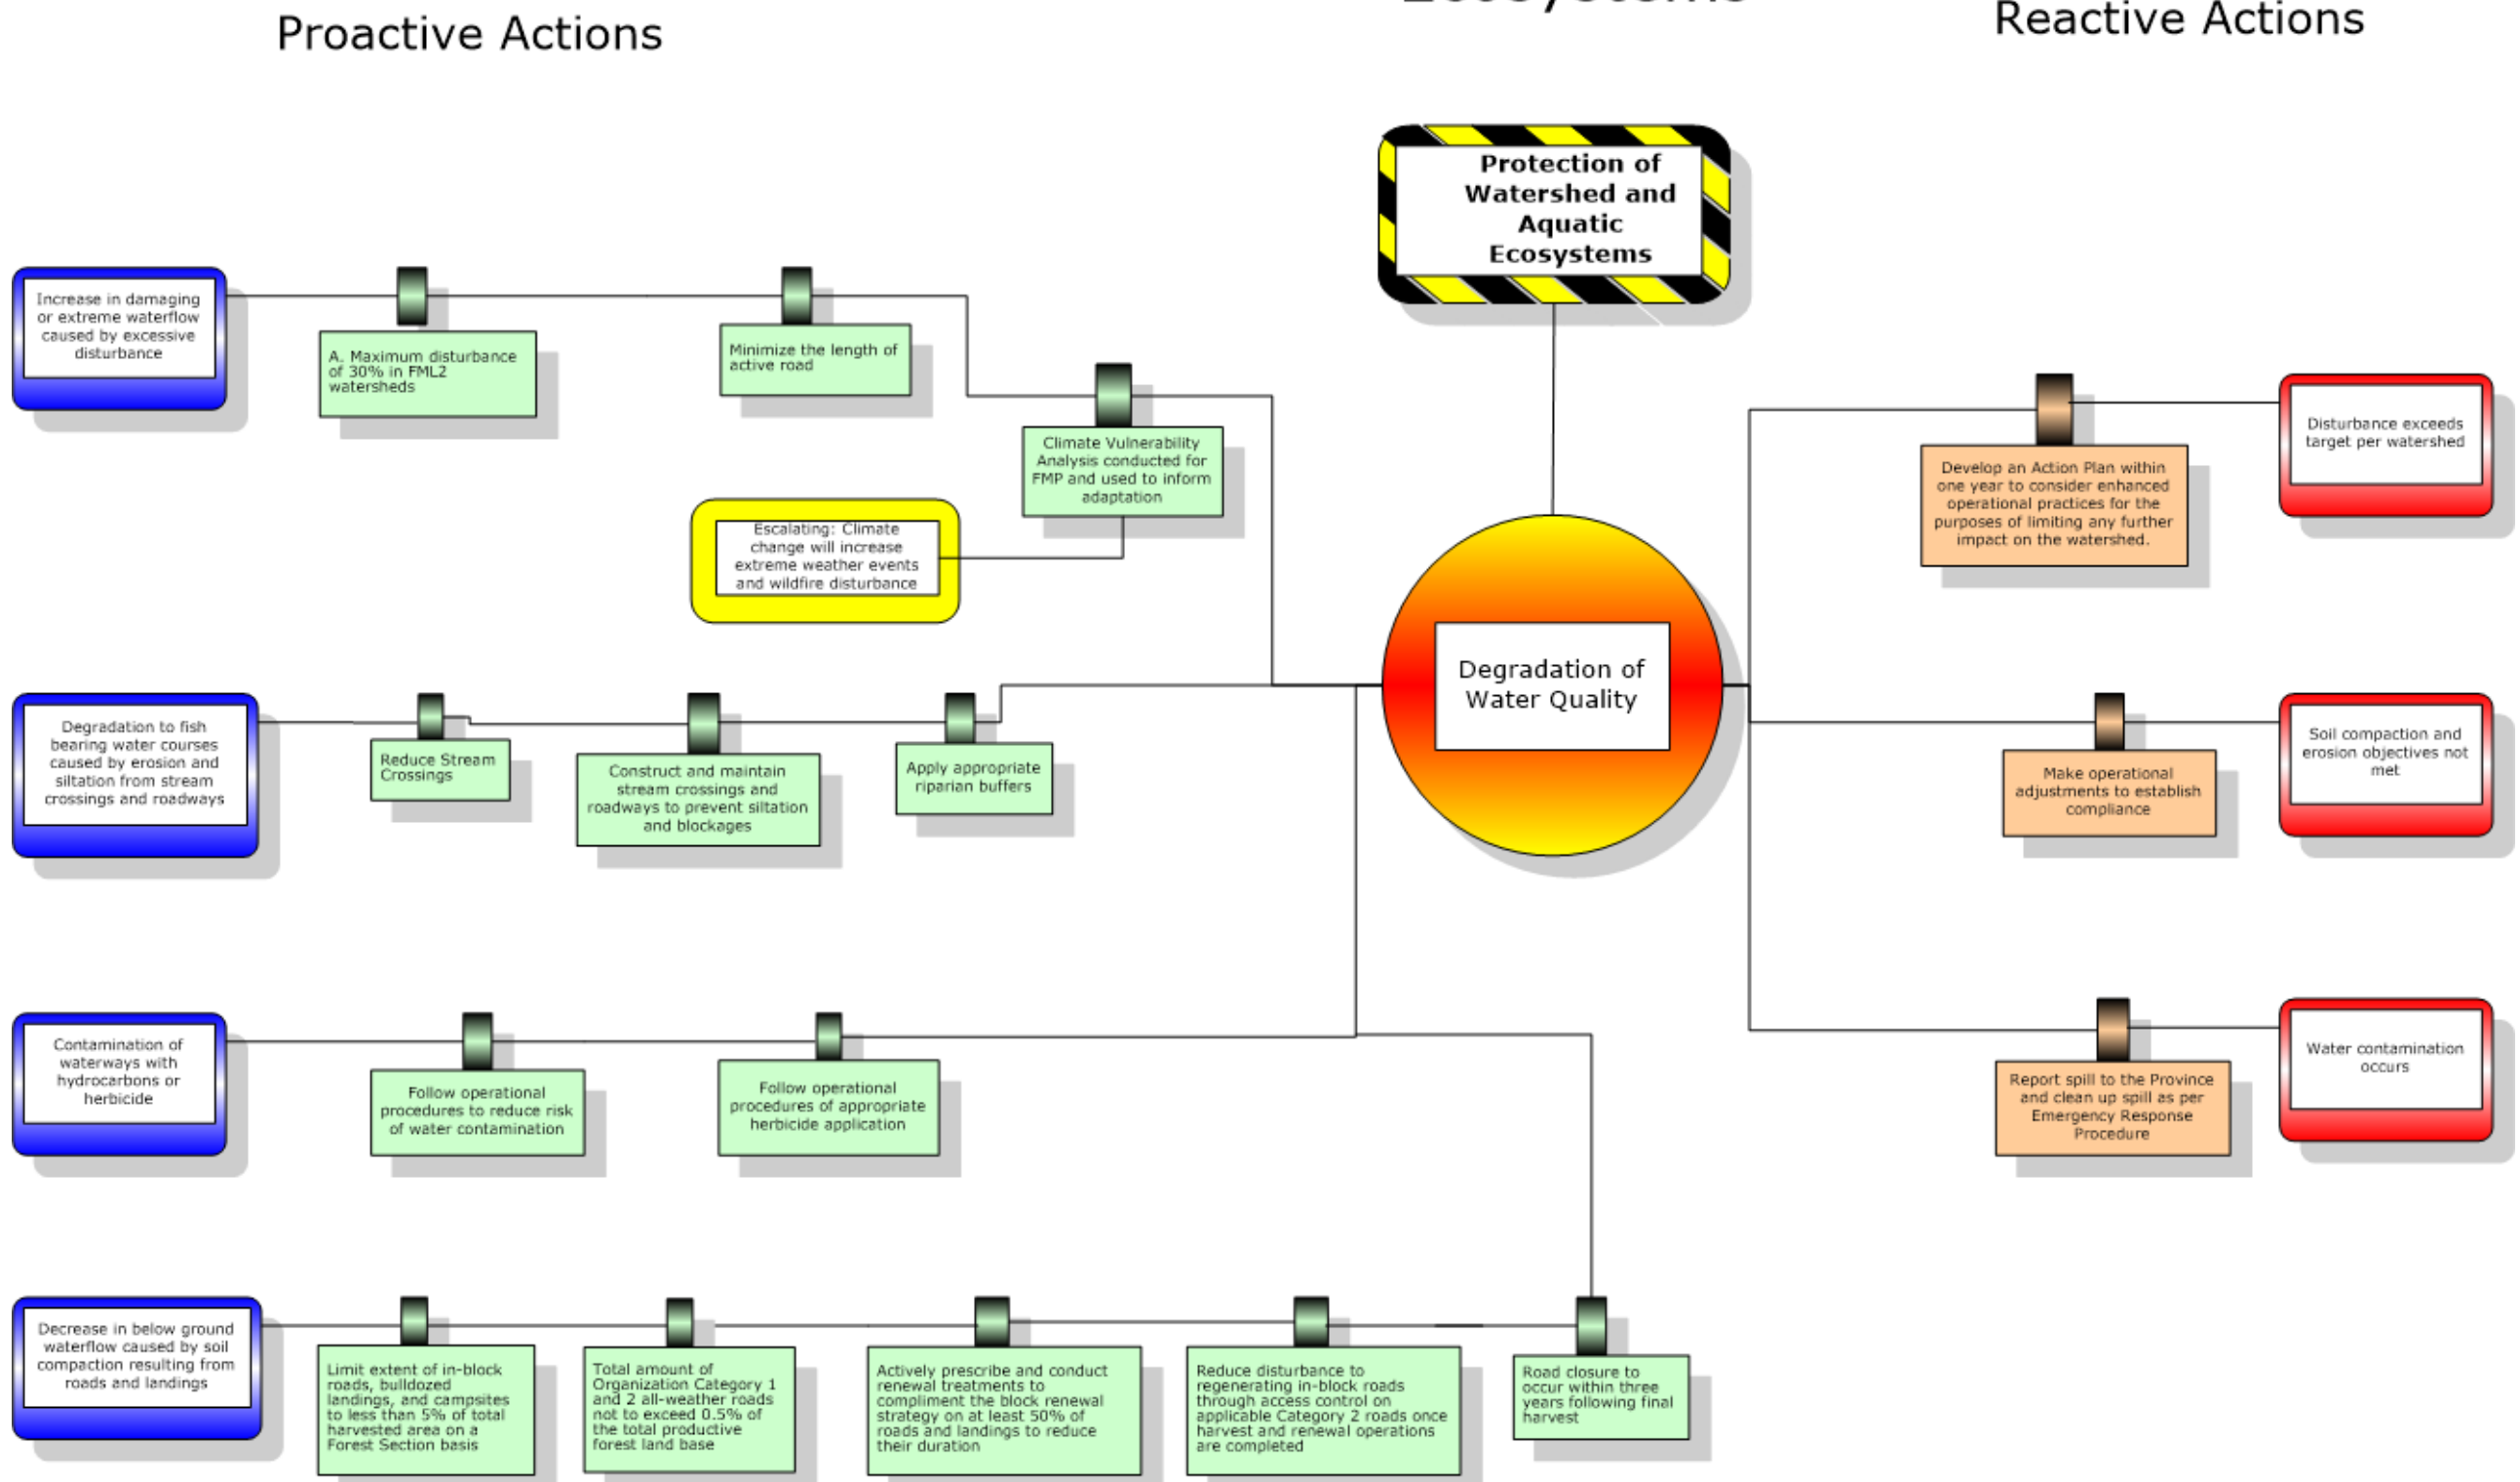 Proactive Actions
Ecosystems
Reactive Actions
Protection of
Watershed and
Aquatic
Ecosystems
Increase in damaging
or extreme waterflow
caused by excessive
disturbance
A. Maximum disturbance
of 30% in FML2
watersheds
Minimize the length of
active road
Climate Vulnerability
Analysis conducted for
FMP and used to inform
adaptation
Escalating: Climate
change will increase
extreme weather events
and wildfire disturbance
Disturbance exceeds
target per watershed
Develop an Action Plan within
one year to consider enhanced
operational practices for the
purposes of limiting any further
impact on the watershed.
Degradation of
Water Quality
Degradation to fish
bearing water courses
caused by erosion and
siltation from stream
crossings and roadways
Reduce Stream
Crossings
Construct and maintain
stream crossings and
roadways to prevent siltation
and blockages
Apply appropriate
riparian buffers
Make operational
adjustments to establish
compliance
Soil compaction and
erosion objectives not
met
Contamination of
waterways with
hydrocarbons or
herbicide
Follow operational
procedures to reduce risk
of water contamination
Follow operational
procedures of appropriate
herbicide application
Report spill to the Province
and clean up spill as per
Emergency Response
Procedure
Water contamination
occurs
Decrease in below ground
waterflow caused by soil
compaction resulting from
roads and landings
Limit extent of in-block
roads, bulldozed
landings, and campsites
to less than 5% of total
harvested area on a
Forest Section basis
Total amount of
Organization Category 1
and 2 all-weather roads
not to exceed 0.5% of
the total productive
forest land base
Actively prescribe and conduct
renewal treatments to
compliment the block renewal
strategy on at least 50% of
roads and landings to reduce
their duration
Reduce disturbance to
regenerating in-block roads
through access control on
applicable Category 2 roads once
harvest and renewal operations
are completed
Road closure to
occur within three
years following final
harvest